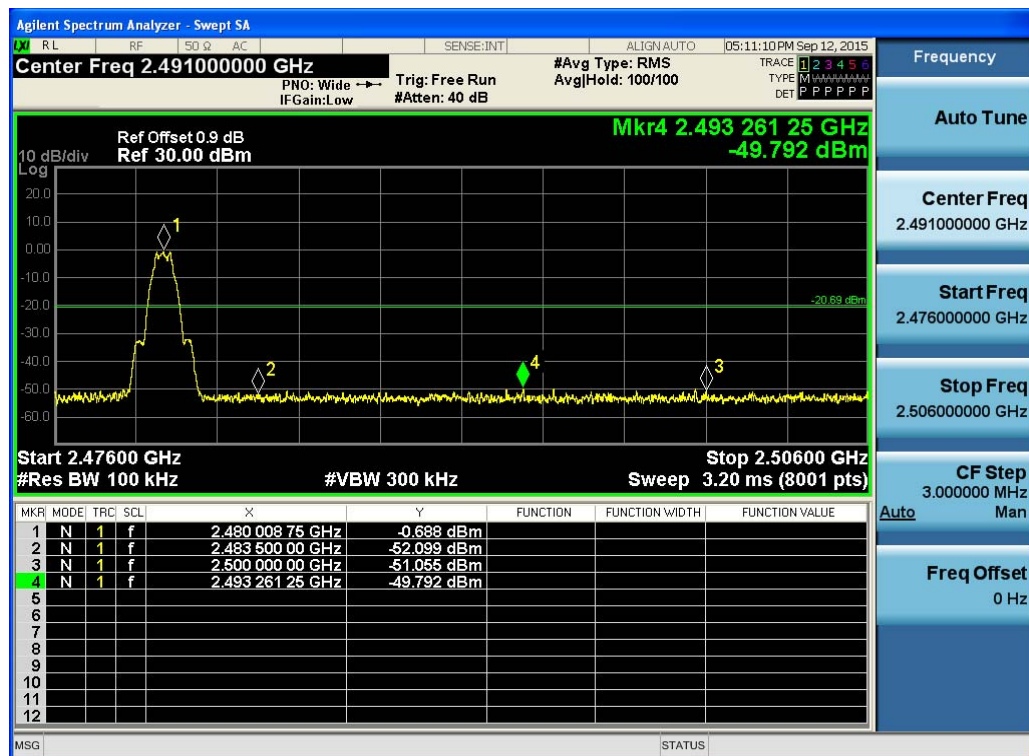 Agilent Spectrum Analyzer - Swept SA
LXI RL RF 50 Ω AC SENSE:INT ALIGN AUTO 05:11:10 PM Sep 12, 2015
Center Freq 2.491000000 GHz
PNO: Wide
IFGain:Low
Trig: Free Run
#Atten: 40 dB
#Avg Type: RMS
Avg|Hold: 100/100
TRACE 1 2 3 4 5 6
TYPE M
DET P P P P P P
Ref Offset 0.9 dB
10 dB/div Ref 30.00 dBm
Log
Mkr4 2.493 261 25 GHz
-49.792 dBm
20.0
10.0
0.00
-10.0
-20.0
-30.0
-40.0
-50.0
-60.0
1
2
4
3
-20.69 dBm
Start 2.47600 GHz Stop 2.50600 GHz
#Res BW 100 kHz #VBW 300 kHz Sweep 3.20 ms (8001 pts)
MKR MODE TRC SCL X Y FUNCTION FUNCTION WIDTH FUNCTION VALUE
1 N 1 f 2.480 008 75 GHz -0.688 dBm
2 N 1 f 2.483 500 00 GHz -52.099 dBm
3 N 1 f 2.500 000 00 GHz -51.055 dBm
4 N 1 f 2.493 261 25 GHz -49.792 dBm
5
6
7
8
9
10
11
12
MSG STATUS
Frequency
Auto Tune
Center Freq
2.491000000 GHz
Start Freq
2.476000000 GHz
Stop Freq
2.506000000 GHz
CF Step
3.000000 MHz
Auto Man
Freq Offset
0 Hz